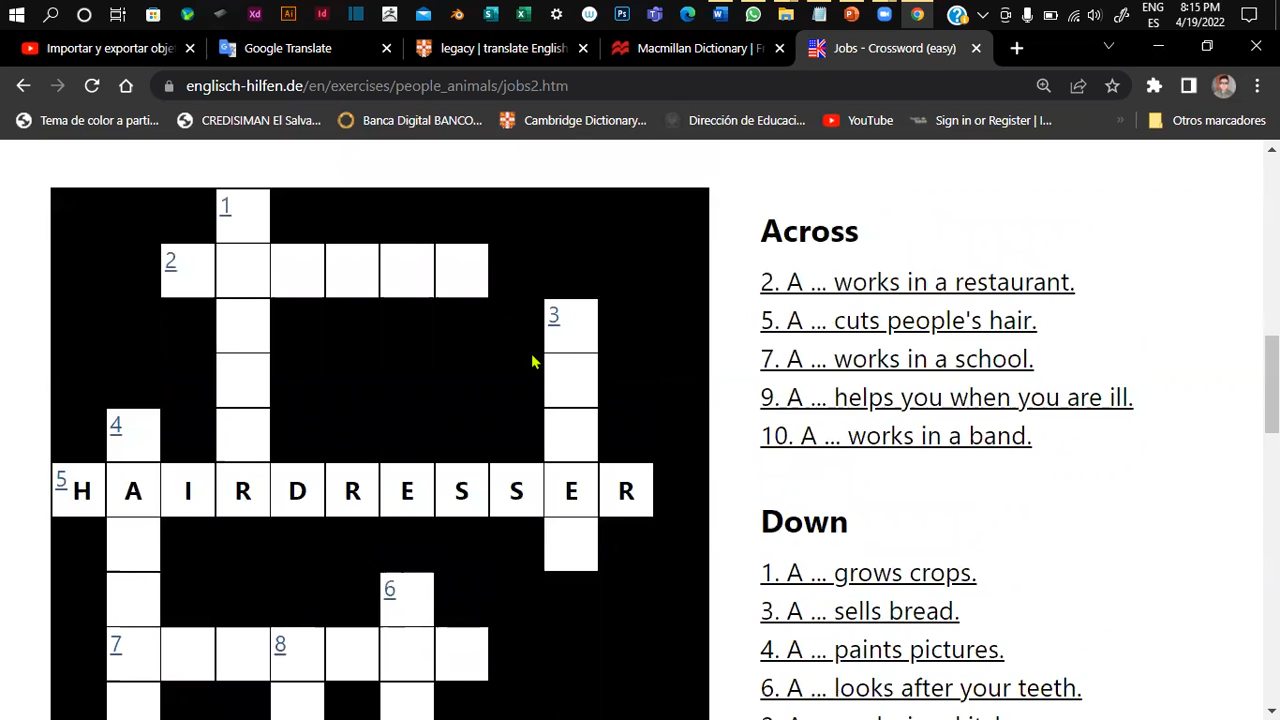 ENG
ES
8:15 PM
4/19/2022
Importar y exportar obje
Google Translate
legacy | translate English
Macmillan Dictionary | Fr
Jobs - Crossword (easy)
englisch-hilfen.de/en/exercises/people_animals/jobs2.htm
Tema de color a parti...
CREDISIMAN El Salva...
Banca Digital BANCO...
Cambridge Dictionary...
Dirección de Educaci...
YouTube
Sign in or Register | I...
Otros marcadores
1
2
3
4
5 H A I R D R E S S E R
6
7 8
Across
2. A ... works in a restaurant.
5. A ... cuts people's hair.
7. A ... works in a school.
9. A ... helps you when you are ill.
10. A ... works in a band.
Down
1. A ... grows crops.
3. A ... sells bread.
4. A ... paints pictures.
6. A ... looks after your teeth.